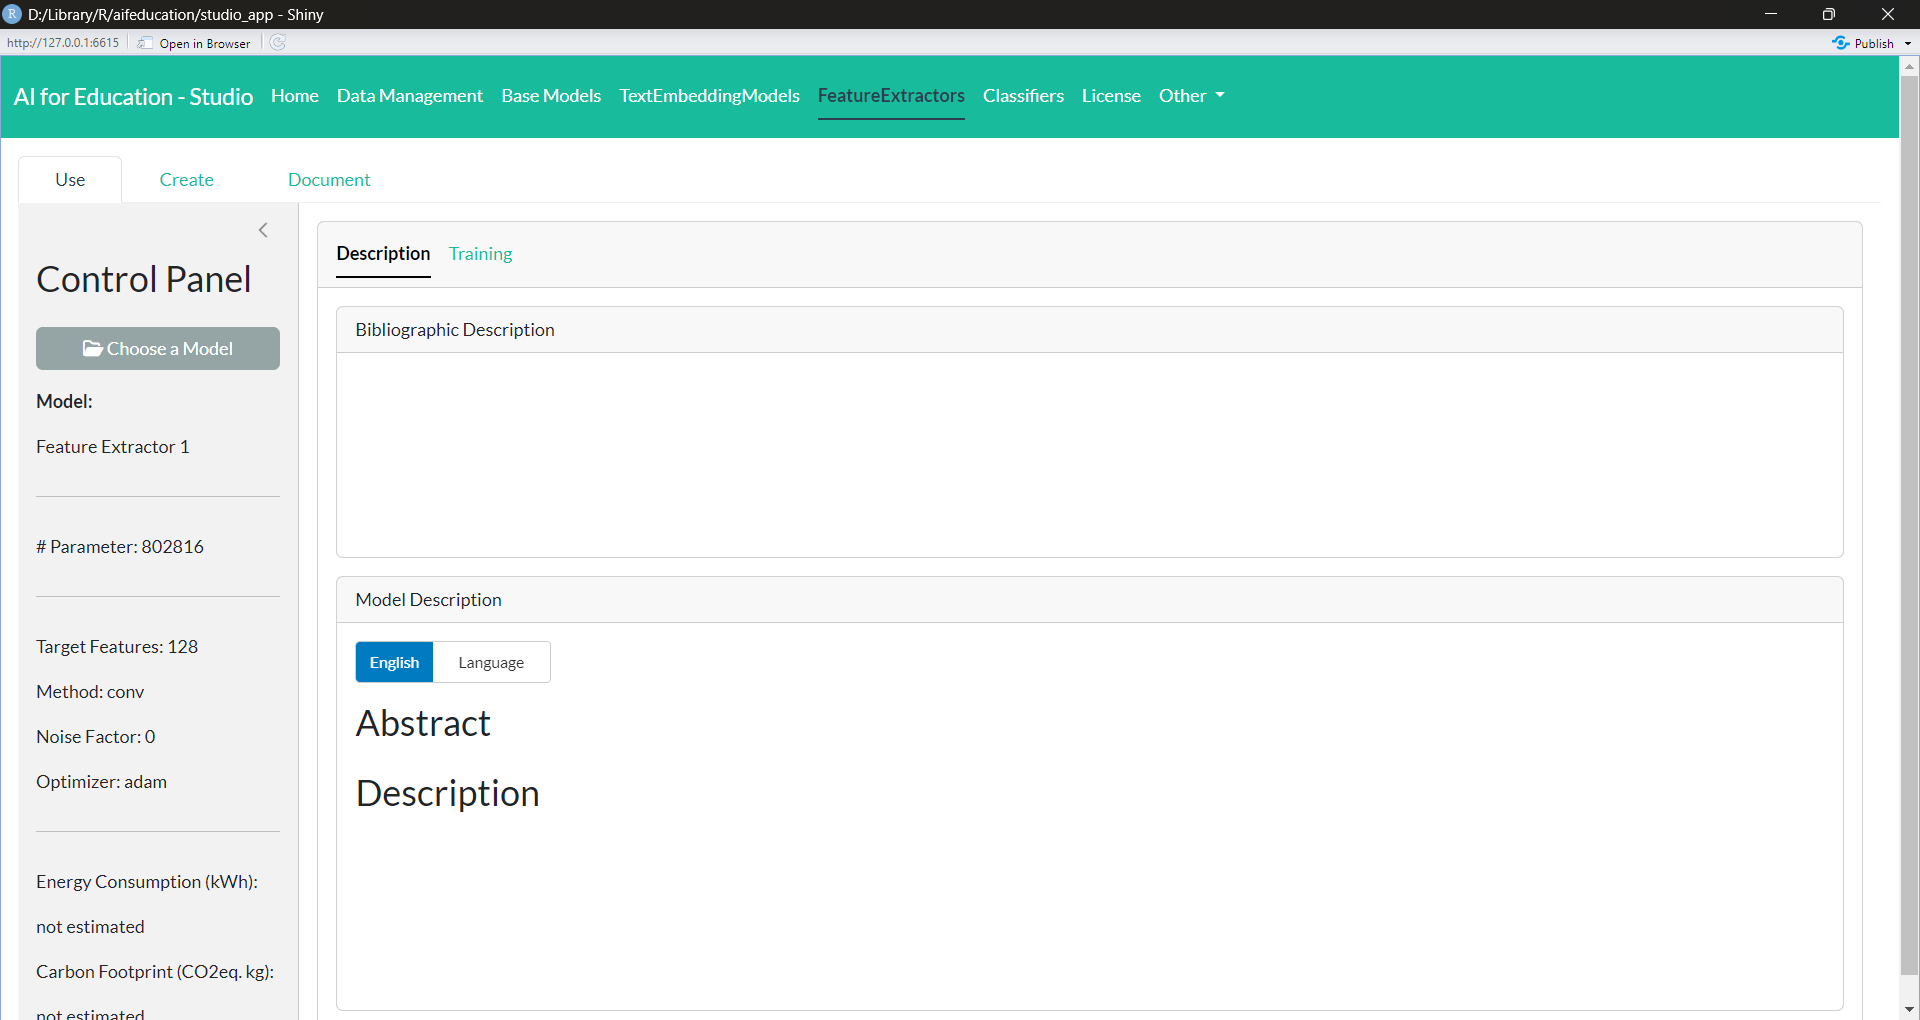 D:/Library/R/aifeducation/studio_app - Shiny
http://127.0.0.1:6615 Open in Browser Publish
AI for Education - Studio Home Data Management Base Models TextEmbeddingModels FeatureExtractors Classifiers License Other
Use Create Document
Control Panel
Choose a Model
Model:
Feature Extractor 1
# Parameter: 802816
Target Features: 128
Method: conv
Noise Factor: 0
Optimizer: adam
Energy Consumption (kWh):
not estimated
Carbon Footprint (CO2eq. kg):
not estimated
Description Training
Bibliographic Description
Model Description
English Language
Abstract
Description